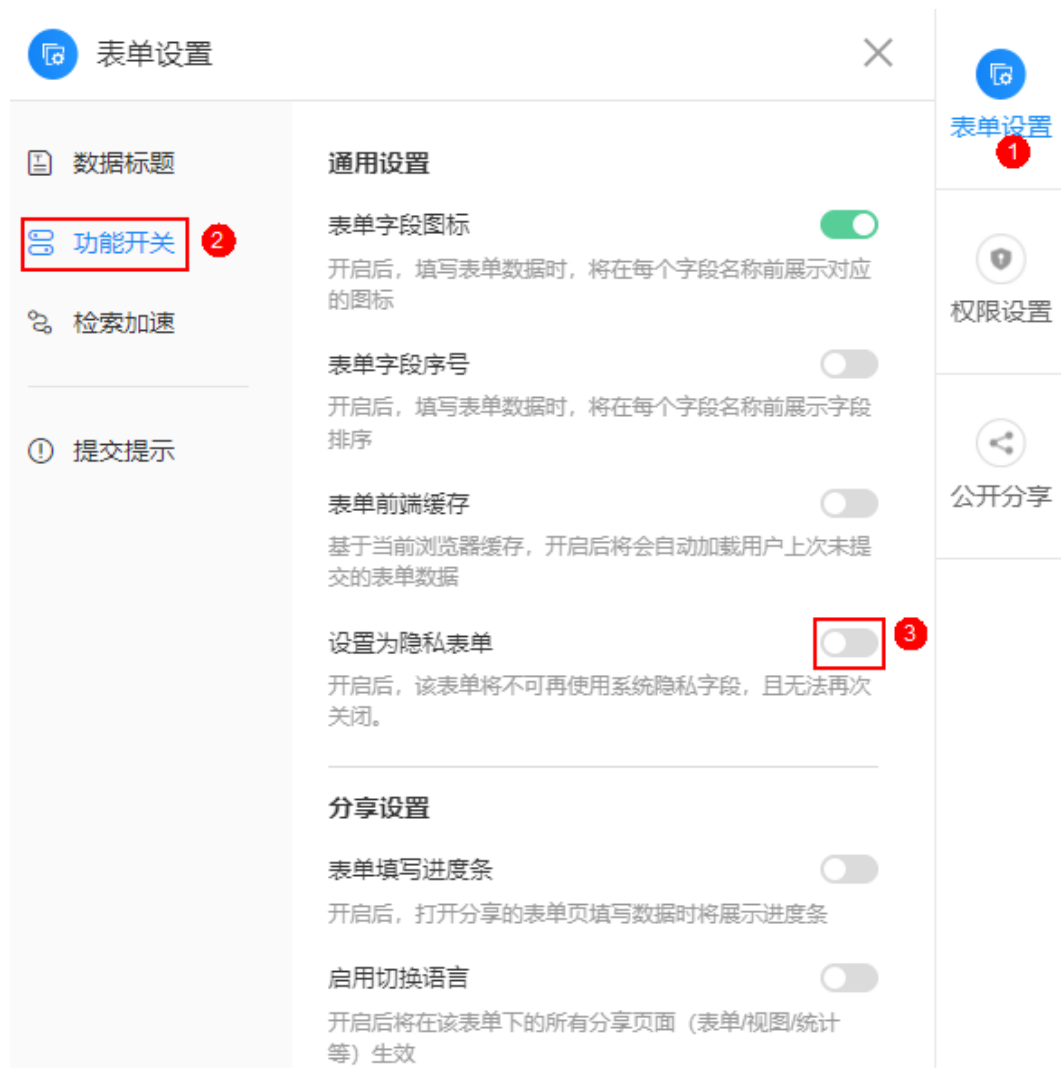 表单设置
数据标题
功能开关
2
检索加速
提交提示
通用设置
表单字段图标
开启后，填写表单数据时，将在每个字段名称前展示对应
的图标
表单字段序号
开启后，填写表单数据时，将在每个字段名称前展示字段
排序
表单前端缓存
基于当前浏览器缓存，开启后将会自动加载用户上次未提
交的表单数据
设置为隐私表单
3
开启后，该表单将不可再使用系统隐私字段，且无法再次
关闭。
分享设置
表单填写进度条
开启后，打开分享的表单页填写数据时将展示进度条
启用切换语言
开启后将在该表单下的所有分享页面（表单/视图/统计
等）生效
表单设置
1
权限设置
公开分享